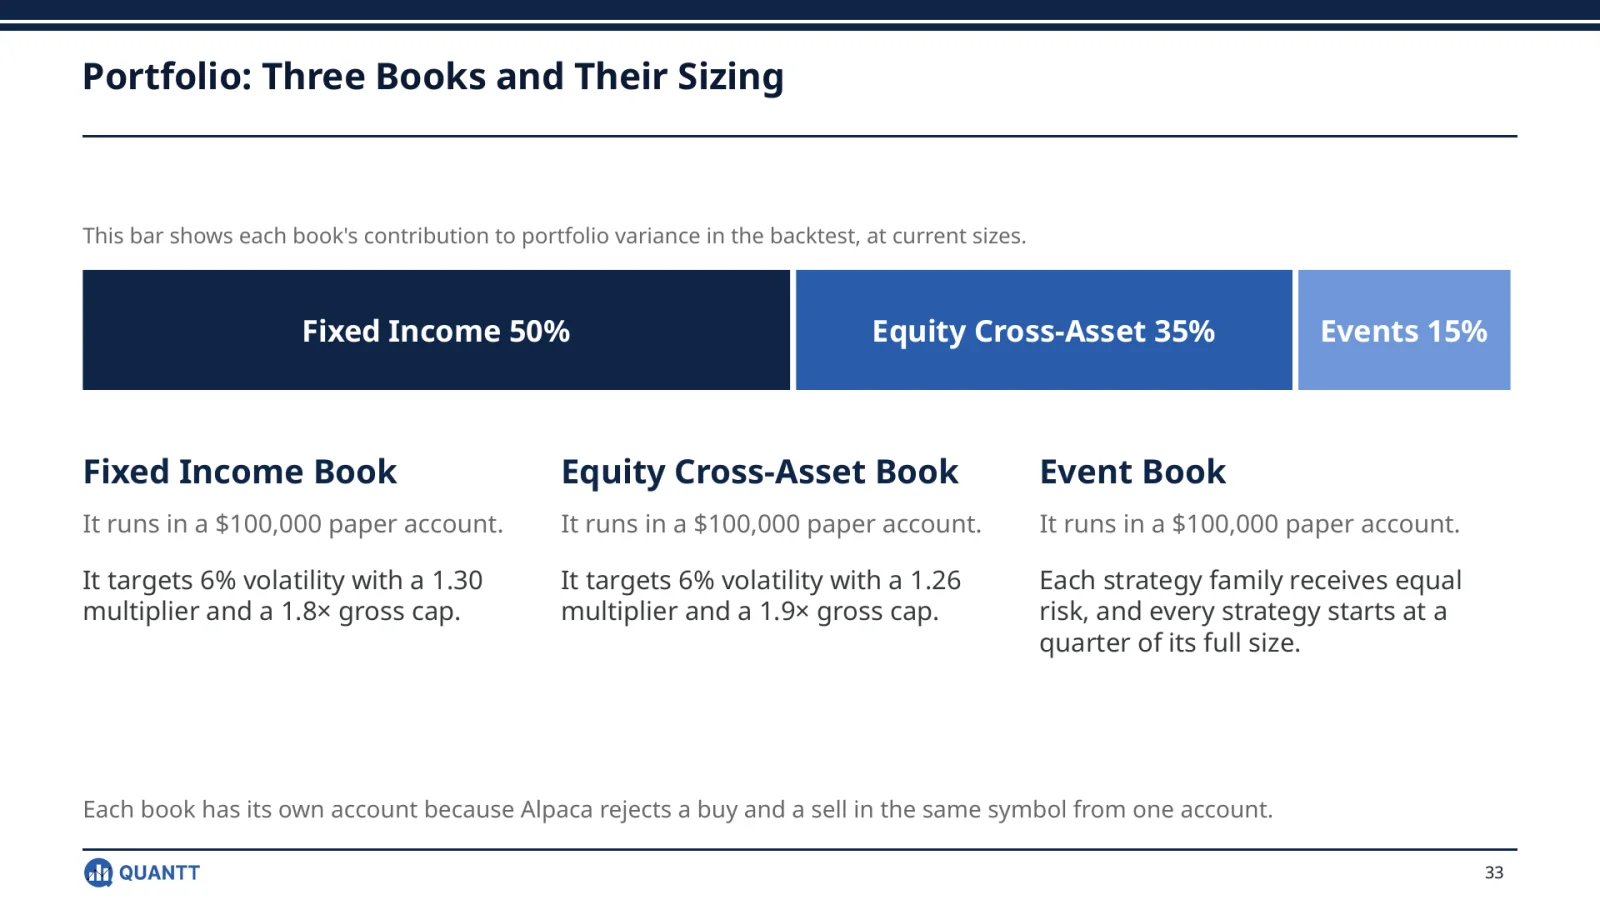 Portfolio: Three Books and Their Sizing
This bar shows each book's contribution to portfolio variance in the backtest, at current sizes.
Fixed Income 50%
Equity Cross-Asset 35%
Events 15%
Fixed Income Book
It runs in a $100,000 paper account.
It targets 6% volatility with a 1.30
multiplier and a 1.8× gross cap.
Equity Cross-Asset Book
It runs in a $100,000 paper account.
It targets 6% volatility with a 1.26
multiplier and a 1.9× gross cap.
Event Book
It runs in a $100,000 paper account.
Each strategy family receives equal
risk, and every strategy starts at a
quarter of its full size.
Each book has its own account because Alpaca rejects a buy and a sell in the same symbol from one account.
QUANTT
33